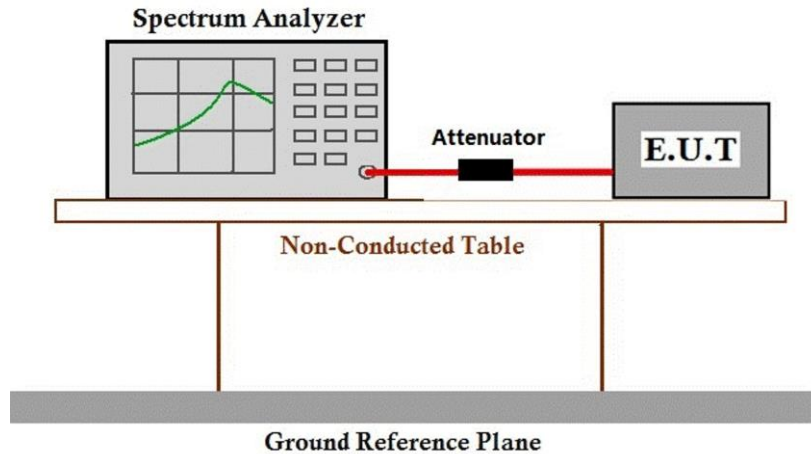 Spectrum Analyzer
Attenuator
E.U.T
Non-Conducted Table
Ground Reference Plane